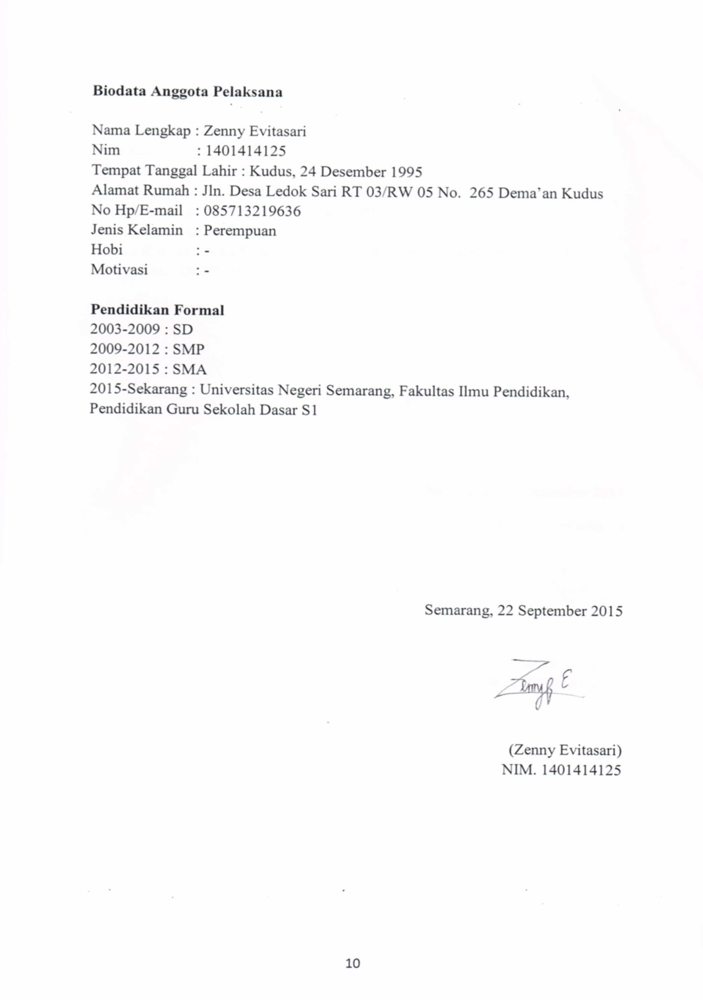 Biodata Anggota Pelaksana
Nama Lengkap : Zenny Evitasari
Nim : 1401414125
Tempat Tanggal Lahir : Kudus, 24 Desember 1995
Alamat Rumah : Jln. Desa Ledok Sari RT 03/RW 05 No. 265 Dema'an Kudus
No Hp/E-mail : 085713219636
Jenis Kelamin : Perempuan
Hobi : -
Motivasi : -
Pendidikan Formal
2003-2009 : SD
2009-2012 : SMP
2012-2015 : SMA
2015-Sekarang : Universitas Negeri Semarang, Fakultas Ilmu Pendidikan,
Pendidikan Guru Sekolah Dasar S1
Semarang, 22 September 2015
Zenny E
(Zenny Evitasari)
NIM. 1401414125
10